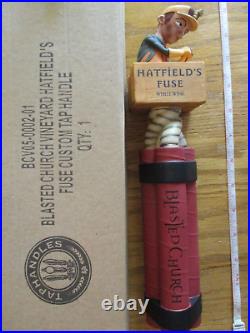 BCV05-0002-01
BLASTED CHURCH VINEYARD HATFIELD'S
FUSE CUSTOM TAP HANDLE
QTY: 1
TAPHANDLES
HATFIELD'S
FUSE
WHITE WINE
BLASTED CHURCH